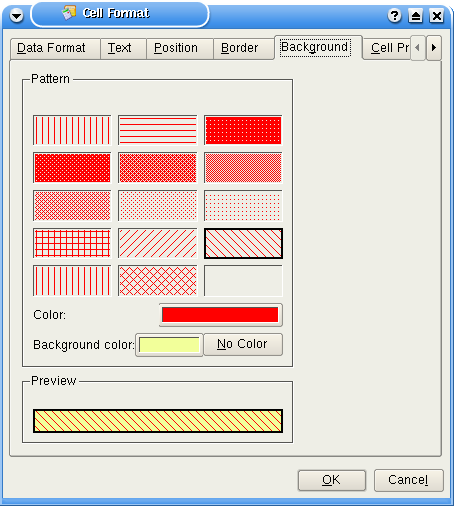 Cell Format
Data Format Text Position Border Background Cell Pr
Pattern
Color:
Background color: No Color
Preview
OK Cancel